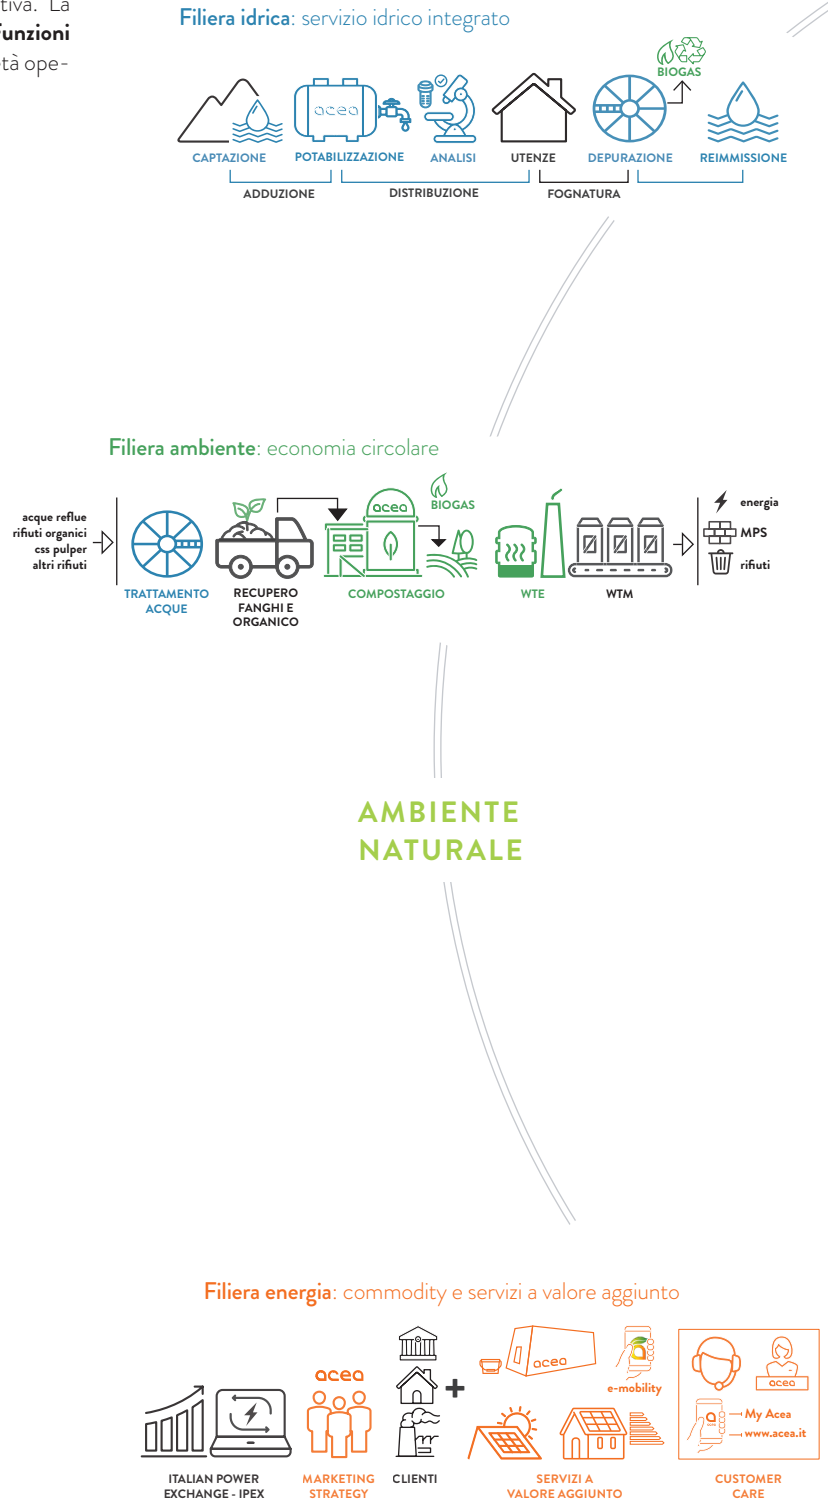 tiva. La
Funzioni
tà ope-
Filiera idrica: servizio idrico integrato
BIOGAS
acea
CAPTAZIONE
POTABILIZZAZIONE
ANALISI
UTENZE
DEPURAZIONE
REIMMISSIONE
ADDUZIONE
DISTRIBUZIONE
FOGNATURA
Filiera ambiente: economia circolare
acque reflue
rifiuti organici
css pulper
altri rifiuti
acea
BIOGAS
energia
MPS
rifiuti
TRATTAMENTO
ACQUE
RECUPERO
FANGHI E
ORGANICO
COMPOSTAGGIO
WTE
WTM
AMBIENTE
NATURALE
Filiera energia: commodity e servizi a valore aggiunto
acea
acea
e-mobility
acea
My Acea
www.acea.it
ITALIAN POWER
EXCHANGE - IPEX
MARKETING
STRATEGY
CLIENTI
SERVIZI A
VALORE AGGIUNTO
CUSTOMER
CARE